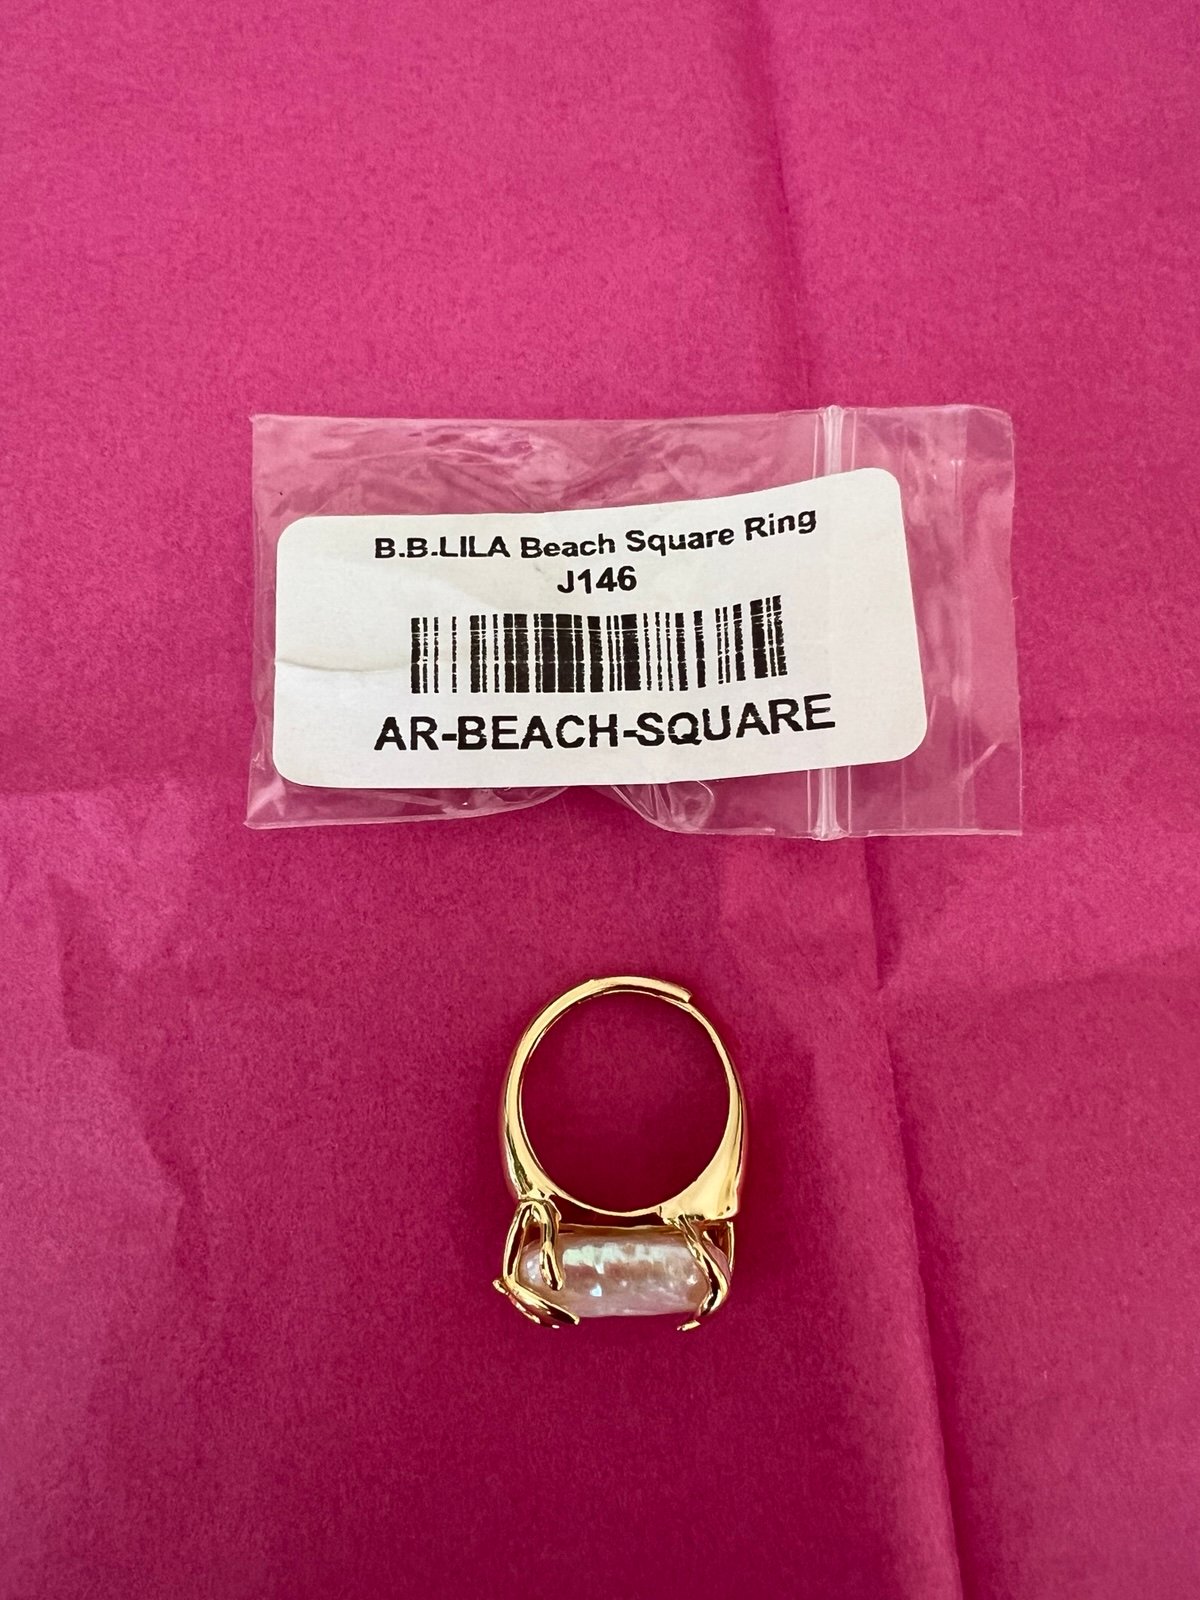 B.B.LILA Beach Square Ring
J146
AR-BEACH-SQUARE